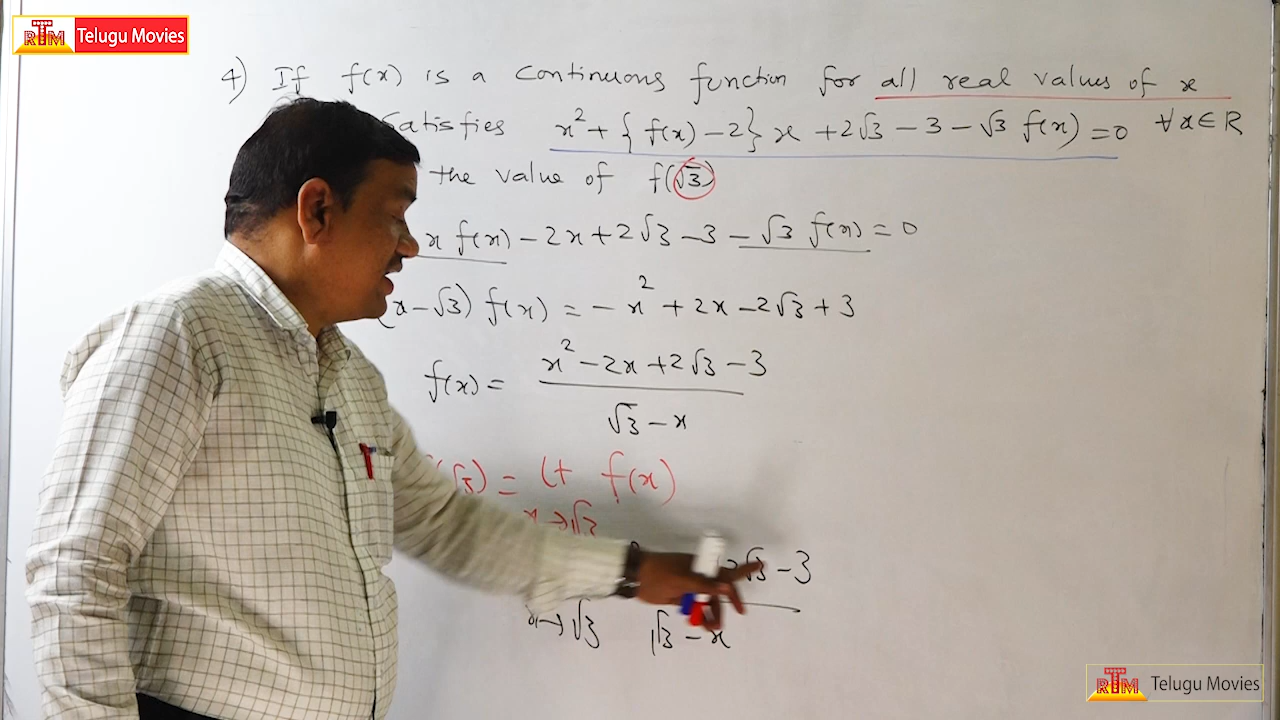 RTM Telugu Movies
4) If f(x) is a continuous function for all real values of x
Satisfies x² + { f(x) – 2 } x + 2√3 – 3 – √3 f(x) = 0 ∀ x ∈ R
the value of f(√3)
x f(x) – 2x + 2√3 – 3 – √3 f(x) = 0
(x – √3) f(x) = – x² + 2x – 2√3 + 3
f(x) = x² – 2x + 2√3 – 3
√3 – x
f(√3) = lt f(x)
x → √3
2√3 – 3
x → √3 √3 – x
RTM Telugu Movies